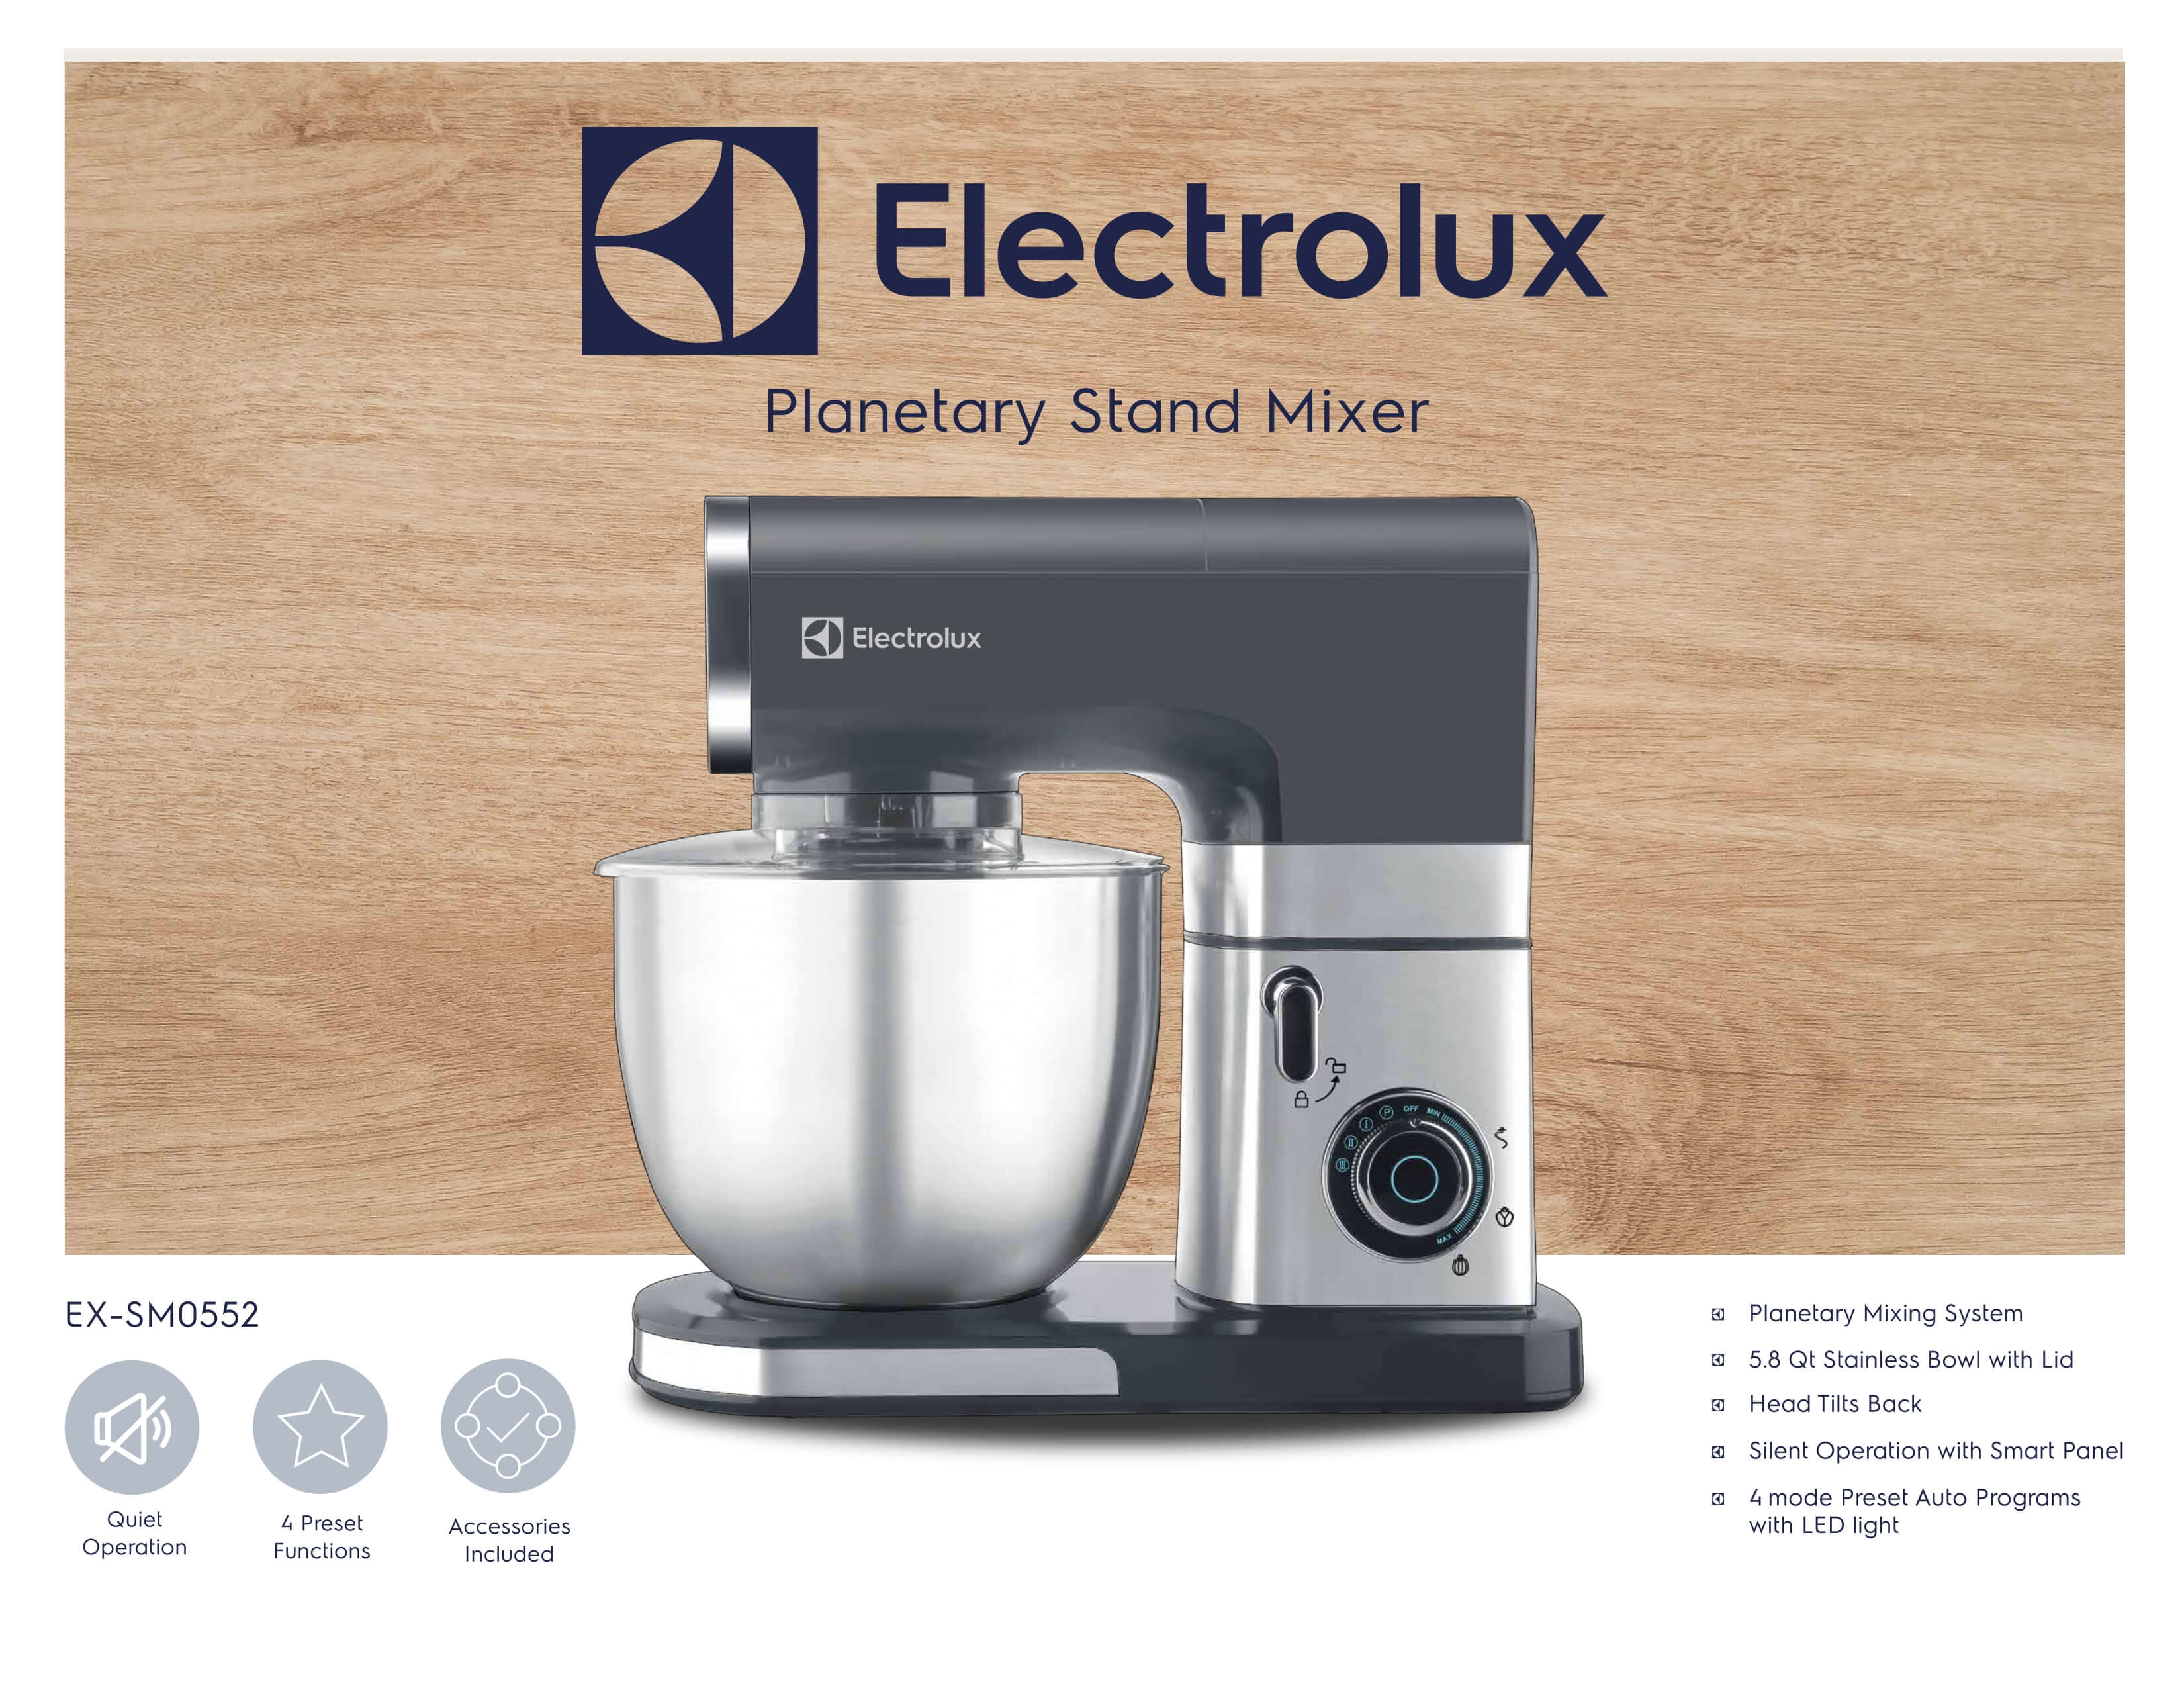 Electrolux
Planetary Stand Mixer
Electrolux
P OFF MIN
I
II
III
MAX
EX-SM0552
Quiet
Operation
4 Preset
Functions
Accessories
Included
Planetary Mixing System
5.8 Qt Stainless Bowl with Lid
Head Tilts Back
Silent Operation with Smart Panel
4 mode Preset Auto Programs
with LED light